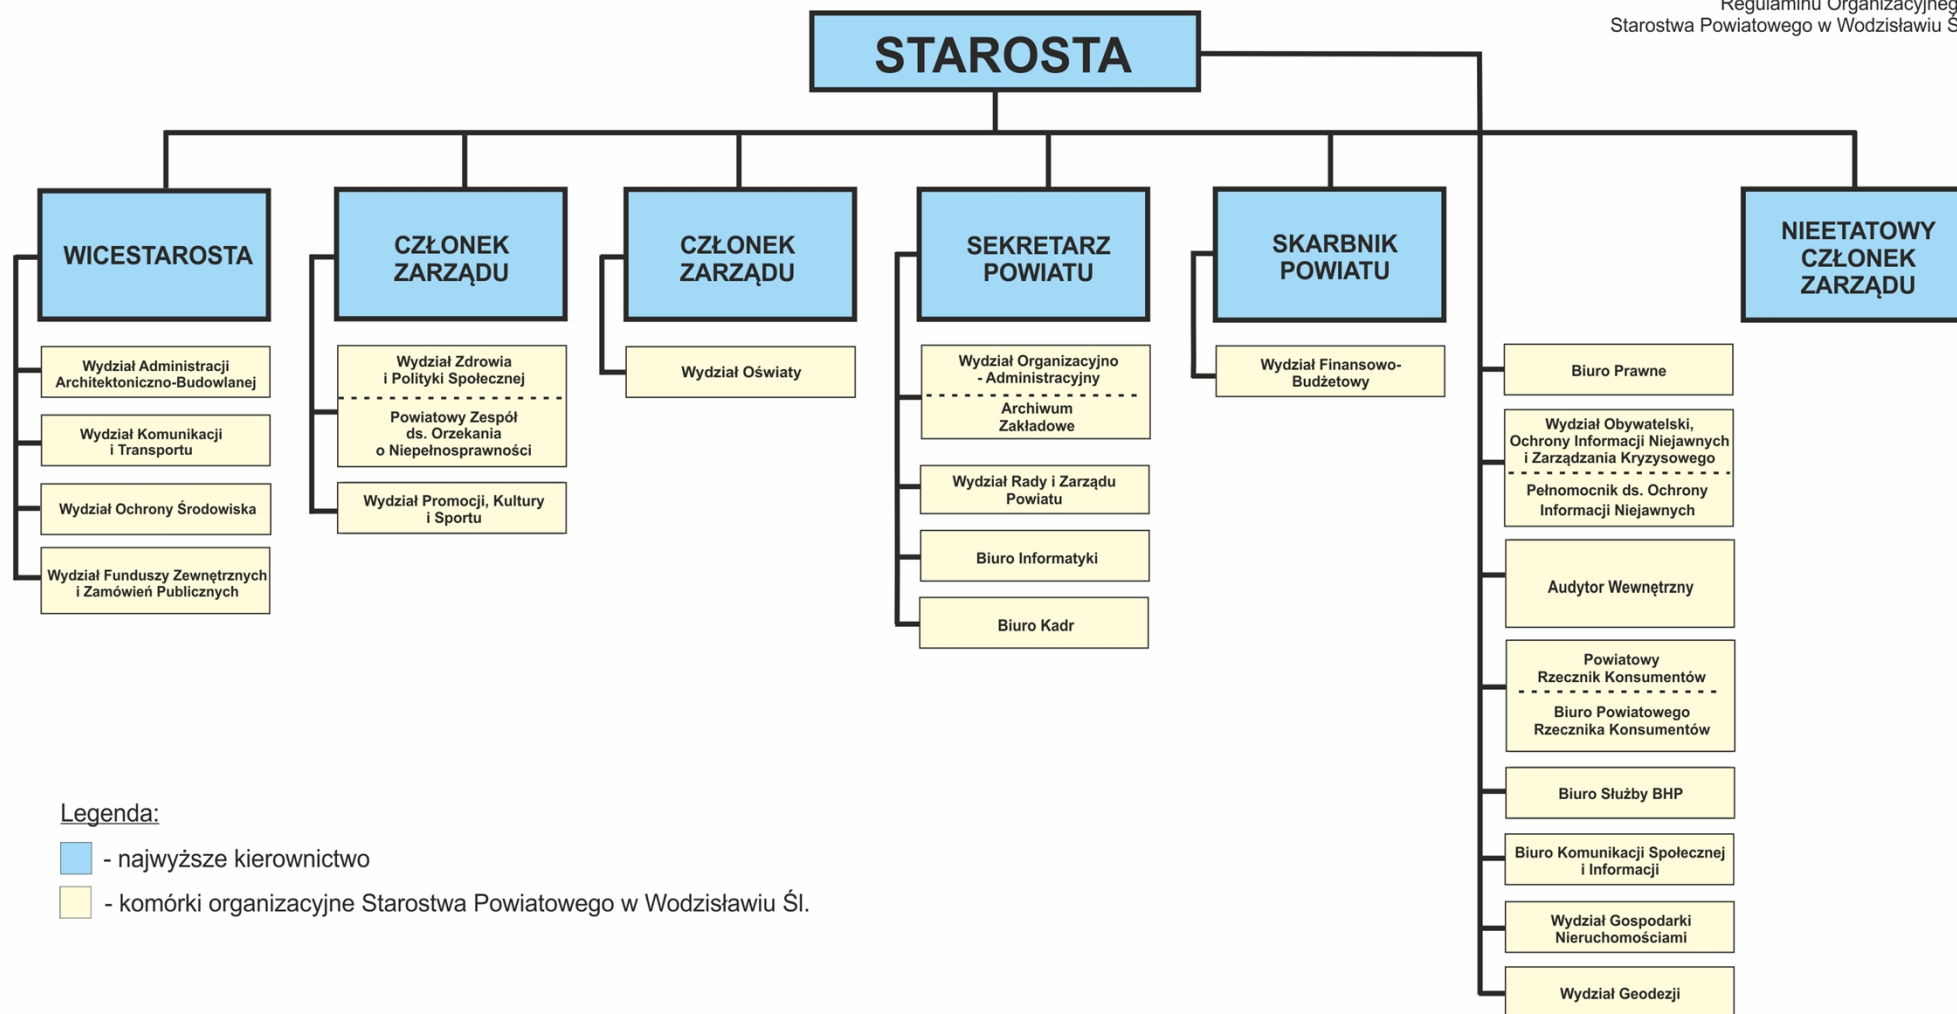 Regulaminu Organizacyjneg
Starostwa Powiatowego w Wodzisławiu Ś
STAROSTA
WICESTAROSTA
Wydział Administracji
Architektoniczno-Budowlanej
Wydział Komunikacji
i Transportu
Wydział Ochrony Środowiska
Wydział Funduszy Zewnętrznych
i Zamówień Publicznych
CZŁONEK
ZARZĄDU
Wydział Zdrowia
i Polityki Społecznej
Powiatowy Zespół
ds. Orzekania
o Niepełnosprawności
Wydział Promocji, Kultury
i Sportu
CZŁONEK
ZARZĄDU
Wydział Oświaty
SEKRETARZ
POWIATU
Wydział Organizacyjno
- Administracyjny
Archiwum
Zakładowe
Wydział Rady i Zarządu
Powiatu
Biuro Informatyki
Biuro Kadr
SKARBNIK
POWIATU
Wydział Finansowo-
Budżetowy
Biuro Prawne
Wydział Obywatelski,
Ochrony Informacji Niejawnych
i Zarządzania Kryzysowego
Pełnomocnik ds. Ochrony
Informacji Niejawnych
Audytor Wewnętrzny
Powiatowy
Rzecznik Konsumentów
Biuro Powiatowego
Rzecznika Konsumentów
Biuro Służby BHP
Biuro Komunikacji Społecznej
i Informacji
Wydział Gospodarki
Nieruchomościami
Wydział Geodezji
NIEETATOWY
CZŁONEK
ZARZĄDU
Legenda:
- najwyższe kierownictwo
- komórki organizacyjne Starostwa Powiatowego w Wodzisławiu Śl.